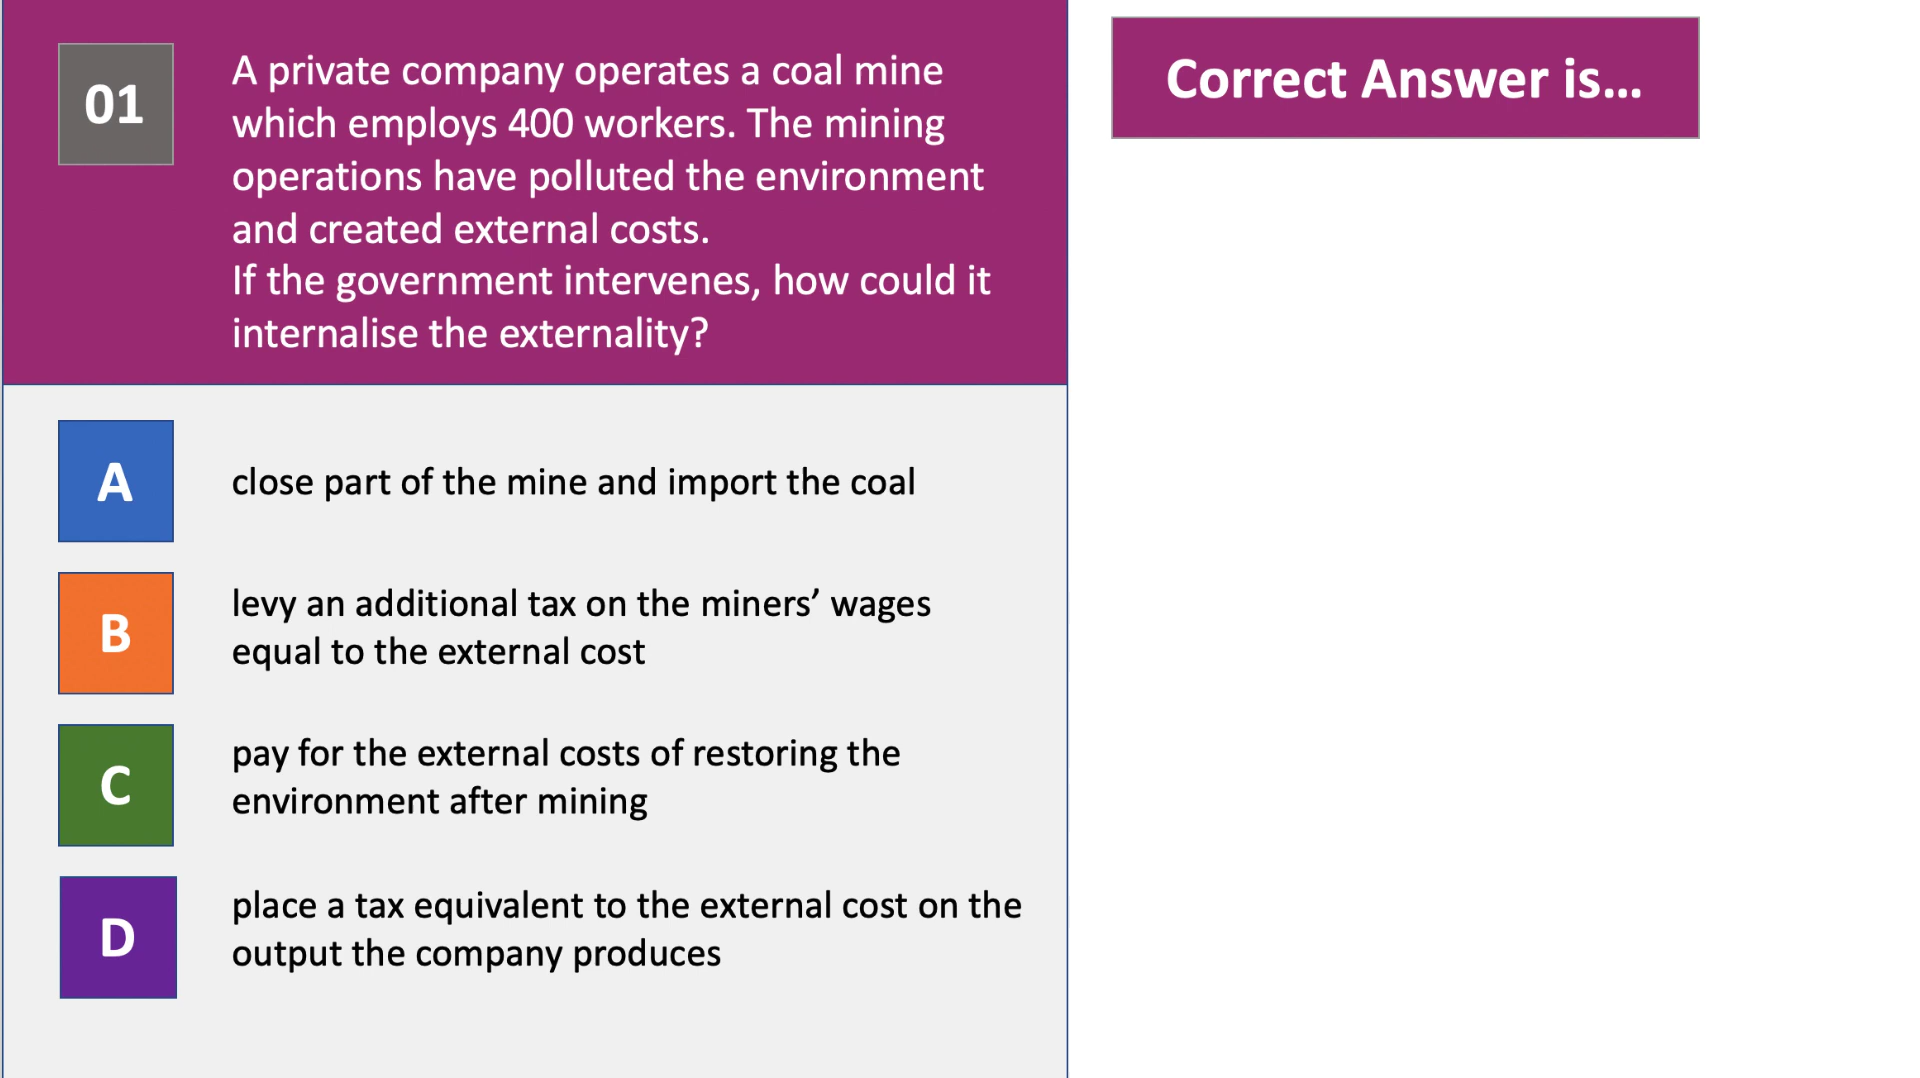 01
A private company operates a coal mine
which employs 400 workers. The mining
operations have polluted the environment
and created external costs.
If the government intervenes, how could it
internalise the externality?
A
close part of the mine and import the coal
B
levy an additional tax on the miners’ wages
equal to the external cost
C
pay for the external costs of restoring the
environment after mining
D
place a tax equivalent to the external cost on the
output the company produces
Correct Answer is...